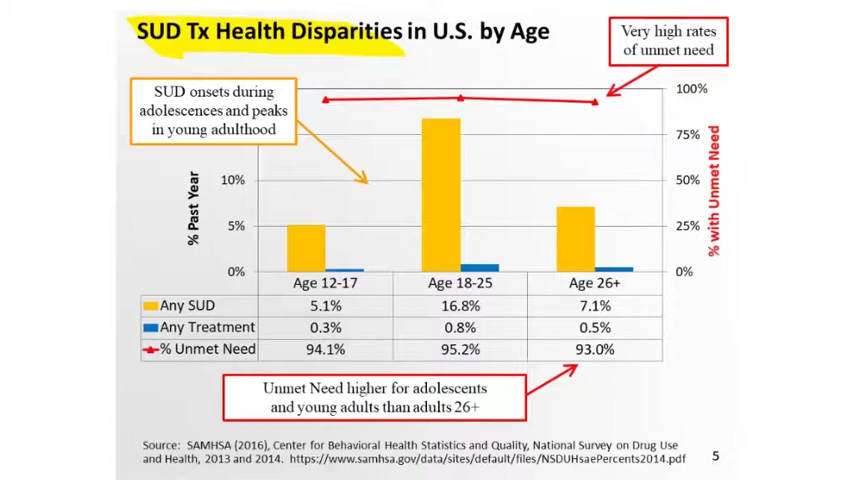 SUD Tx Health Disparities in U.S. by Age
Very high rates
of unmet need
SUD onsets during
adolescences and peaks
in young adulthood
100%
75%
10%
50%
5%
25%
0%
0%
% Past Year
% with Unmet Need
Age 12-17 Age 18-25 Age 26+
Any SUD 5.1% 16.8% 7.1%
Any Treatment 0.3% 0.8% 0.5%
% Unmet Need 94.1% 95.2% 93.0%
Unmet Need higher for adolescents
and young adults than adults 26+
Source: SAMHSA (2016), Center for Behavioral Health Statistics and Quality, National Survey on Drug Use
and Health, 2013 and 2014. https://www.samhsa.gov/data/sites/default/files/NSDUHsaePercents2014.pdf
5